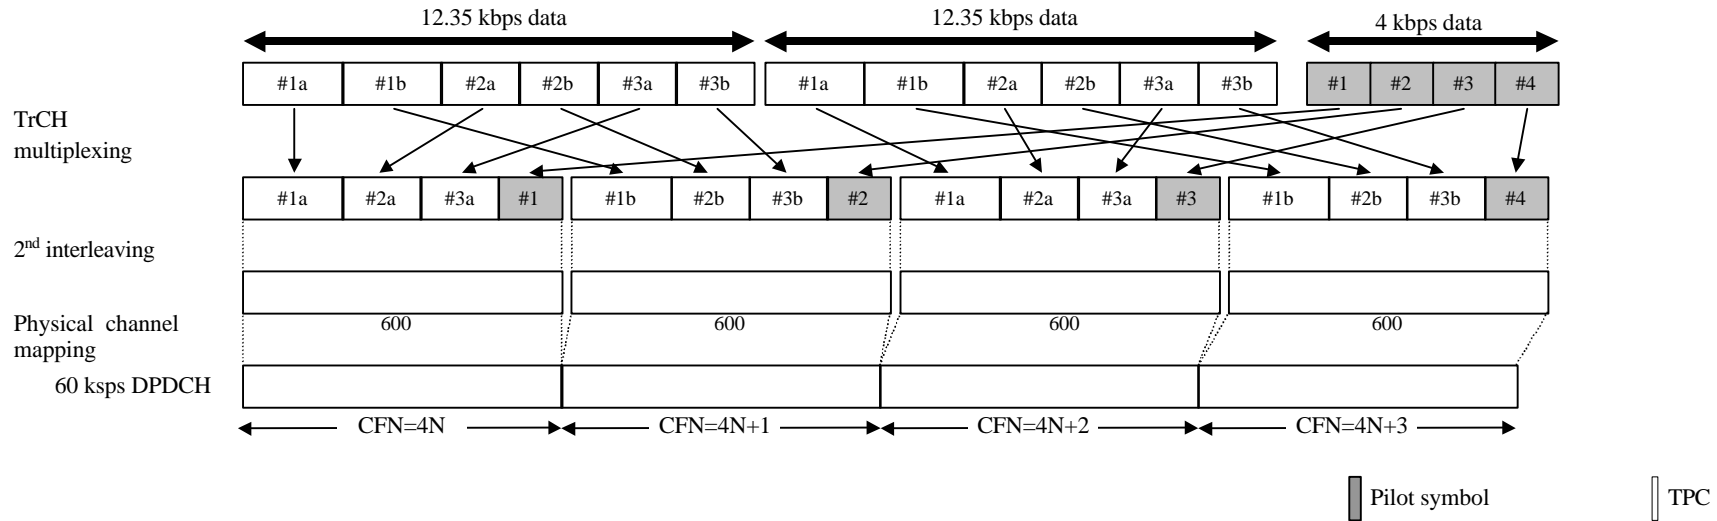 12.35 kbps data 12.35 kbps data 4 kbps data
#1a #1b #2a #2b #3a #3b #1a #1b #2a #2b #3a #3b #1 #2 #3 #4
TrCH
multiplexing
#1a #2a #3a #1 #1b #2b #3b #2 #1a #2a #3a #3 #1b #2b #3b #4
2nd interleaving
Physical channel
mapping
600 600 600 600
60 ksps DPDCH
CFN=4N CFN=4N+1 CFN=4N+2 CFN=4N+3
Pilot symbol TPC